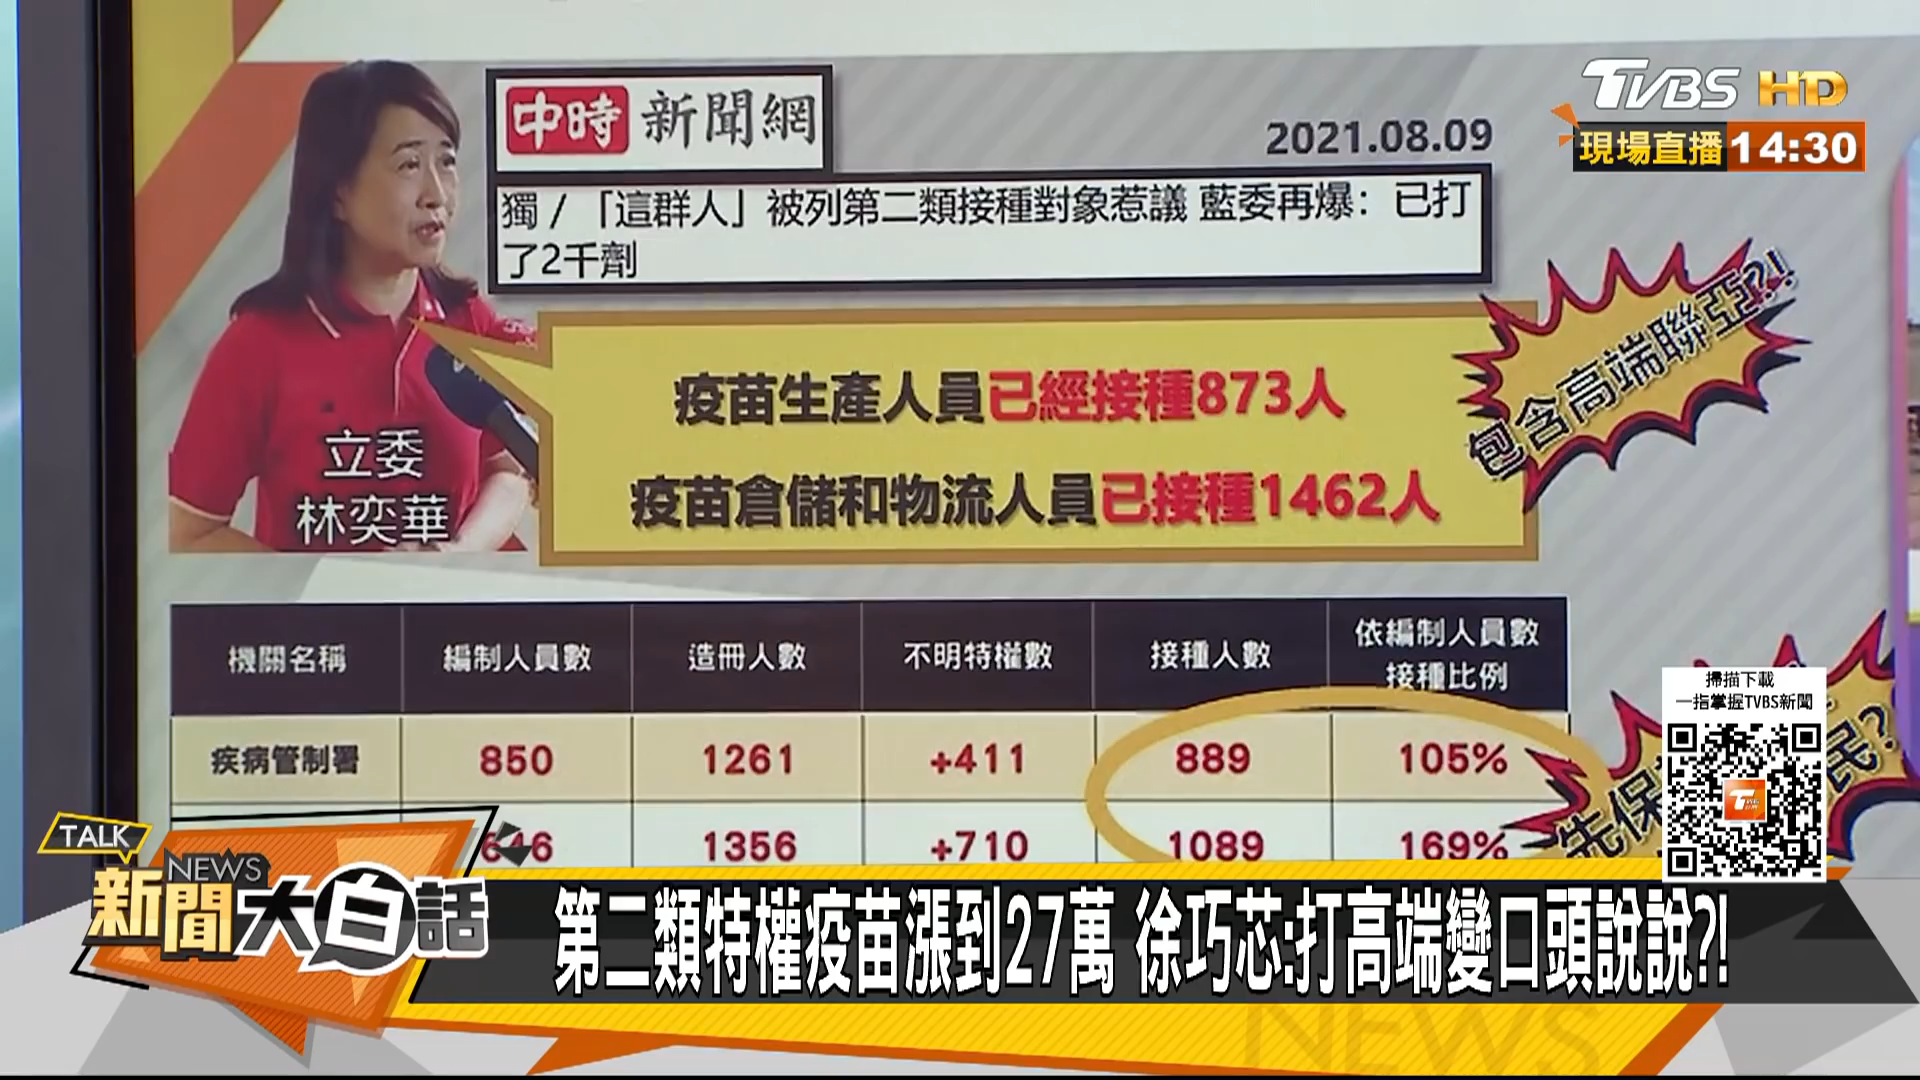 TVBS HD
現場直播 14:30
中時 新聞網
2021.08.09
獨/「這群人」被列第二類接種對象惹議 藍委再爆：已打
了2千劑
包含高端聯亞?!
疫苗生產人員已經接種873人
疫苗倉儲和物流人員已接種1462人
立委
林奕華
機關名稱 編制人員數 造冊人數 不明特權數 接種人數 依編制人員數
接種比例
疾病管制署 850 1261 +411 889 105%
1356 +710 1089 169%
先保
民?
掃描下載
一指掌握TVBS新聞
TALK
NEWS
新聞大白話
第二類特權疫苗漲到27萬 徐巧芯:打高端變口頭說說?!
NEWS